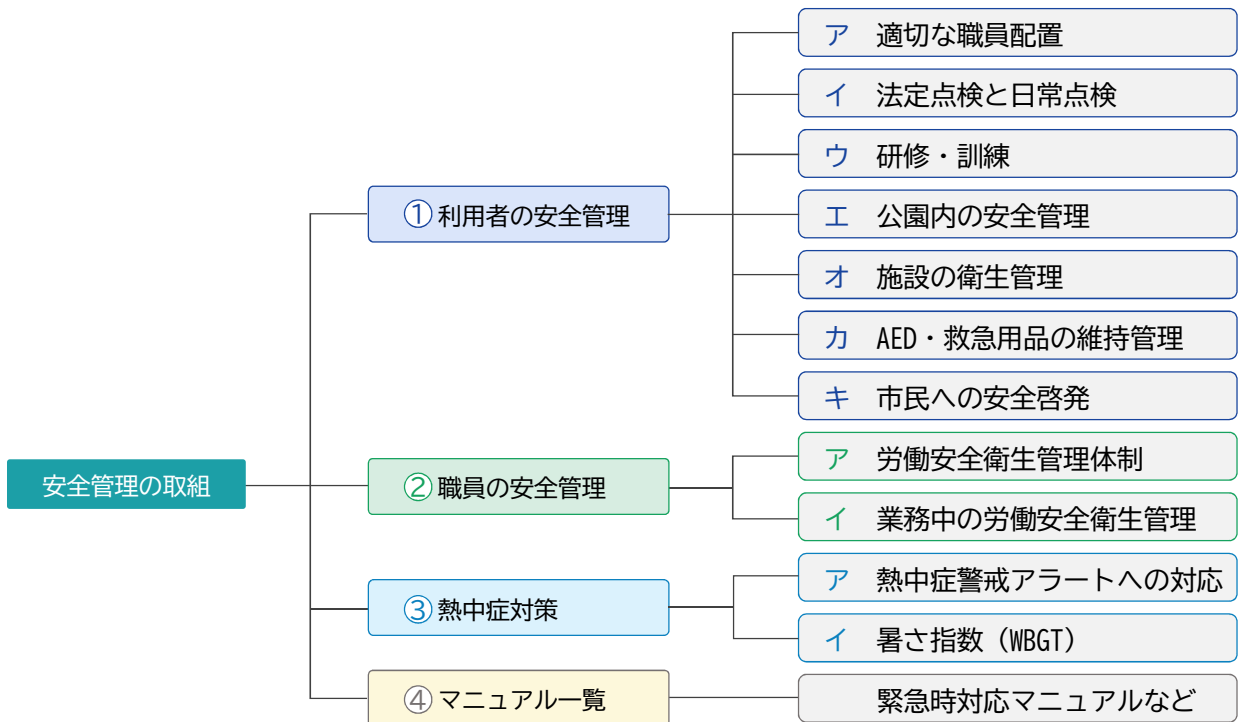 安全管理の取組
①利用者の安全管理
ア 適切な職員配置
イ 法定点検と日常点検
ウ 研修・訓練
エ 公園内の安全管理
オ 施設の衛生管理
カ AED・救急用品の維持管理
キ 市民への安全啓発
②職員の安全管理
ア 労働安全衛生管理体制
イ 業務中の労働安全衛生管理
③熱中症対策
ア 熱中症警戒アラートへの対応
イ 暑さ指数（WBGT）
④マニュアル一覧
緊急時対応マニュアルなど